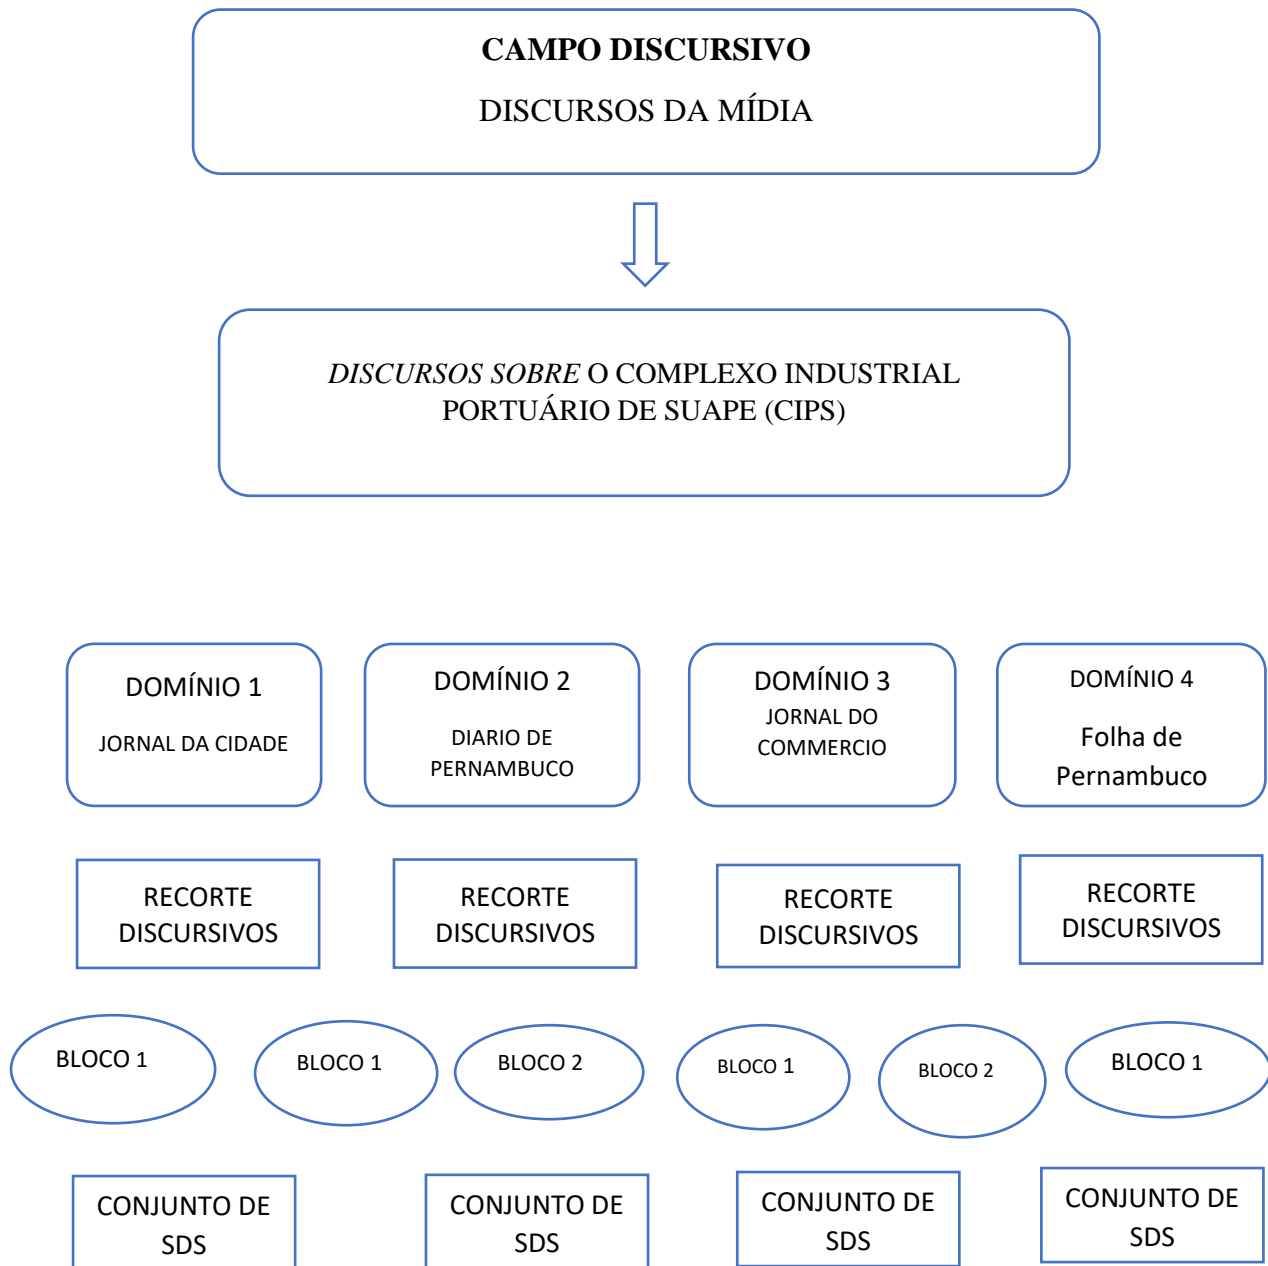 CAMPO DISCURSIVO
DISCURSOS DA MÍDIA
DISCURSOS SOBRE O COMPLEXO INDUSTRIAL
PORTUÁRIO DE SUAPE (CIPS)
DOMÍNIO 1
JORNAL DA CIDADE
DOMÍNIO 2
DIARIO DE
PERNAMBUCO
DOMÍNIO 3
JORNAL DO
COMMERCIO
DOMÍNIO 4
Folha de
Pernambuco
RECORTE
DISCURSIVOS
RECORTE
DISCURSIVOS
RECORTE
DISCURSIVOS
RECORTE
DISCURSIVOS
BLOCO 1
BLOCO 1
BLOCO 2
BLOCO 1
BLOCO 2
BLOCO 1
CONJUNTO DE
SDS
CONJUNTO DE
SDS
CONJUNTO DE
SDS
CONJUNTO DE
SDS